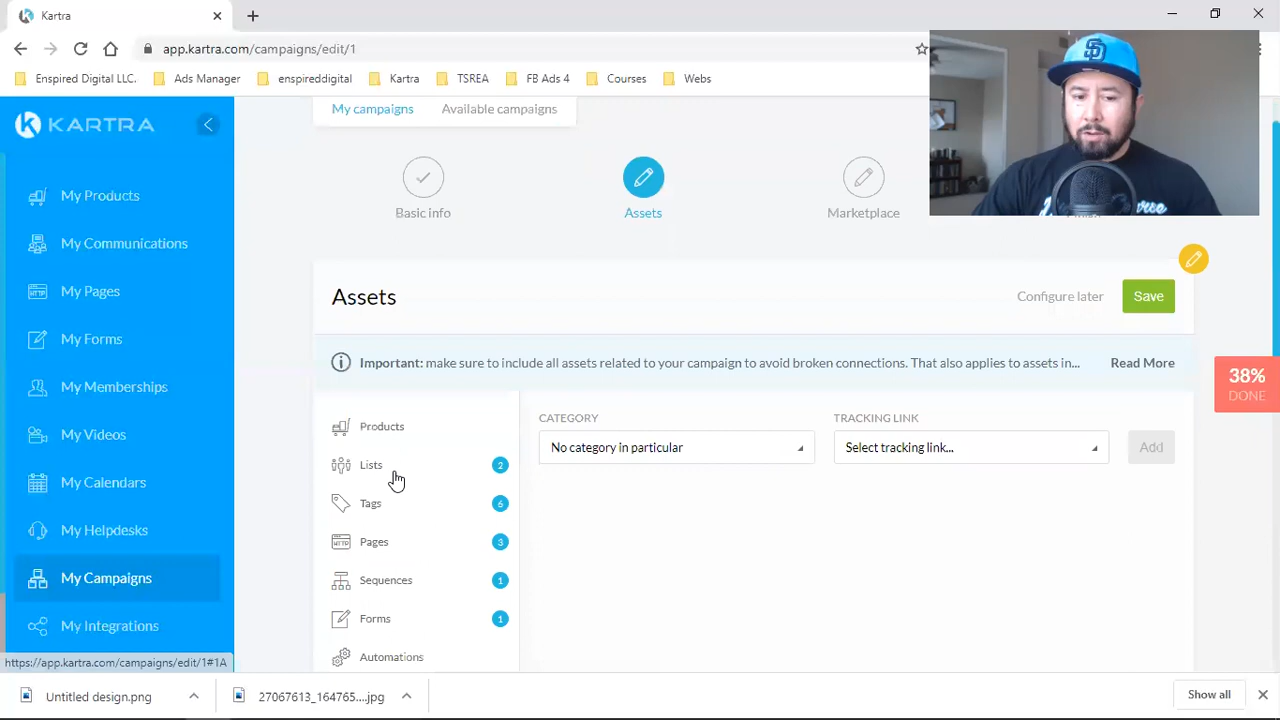 Kartra
app.kartra.com/campaigns/edit/1
Enspired Digital LLC. Ads Manager enspireddigital Kartra TSREA FB Ads 4 Courses Webs
KARTRA
My Products
My Communications
My Pages
My Forms
My Memberships
My Videos
My Calendars
My Helpdesks
My Campaigns
My Integrations
https://app.kartra.com/campaigns/edit/1#1A
My campaigns Available campaigns
Basic info Assets Marketplace
Assets Configure later Save
Important: make sure to include all assets related to your campaign to avoid broken connections. That also applies to assets in... Read More
38%
DONE
Products
Lists 2
Tags 6
Pages 3
Sequences 1
Forms 1
Automations
CATEGORY TRACKING LINK
No category in particular Select tracking link... Add
SD
Untitled design.png 27067613_164765....jpg Show all